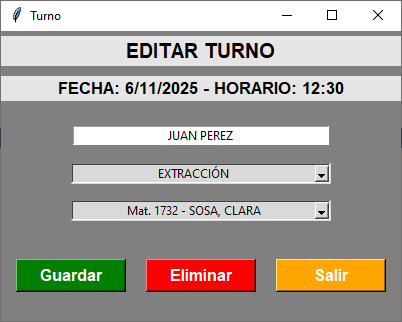 Turno
EDITAR TURNO
FECHA: 6/11/2025 - HORARIO: 12:30
JUAN PEREZ
EXTRACCIÓN
Mat. 1732 - SOSA, CLARA
Guardar Eliminar Salir